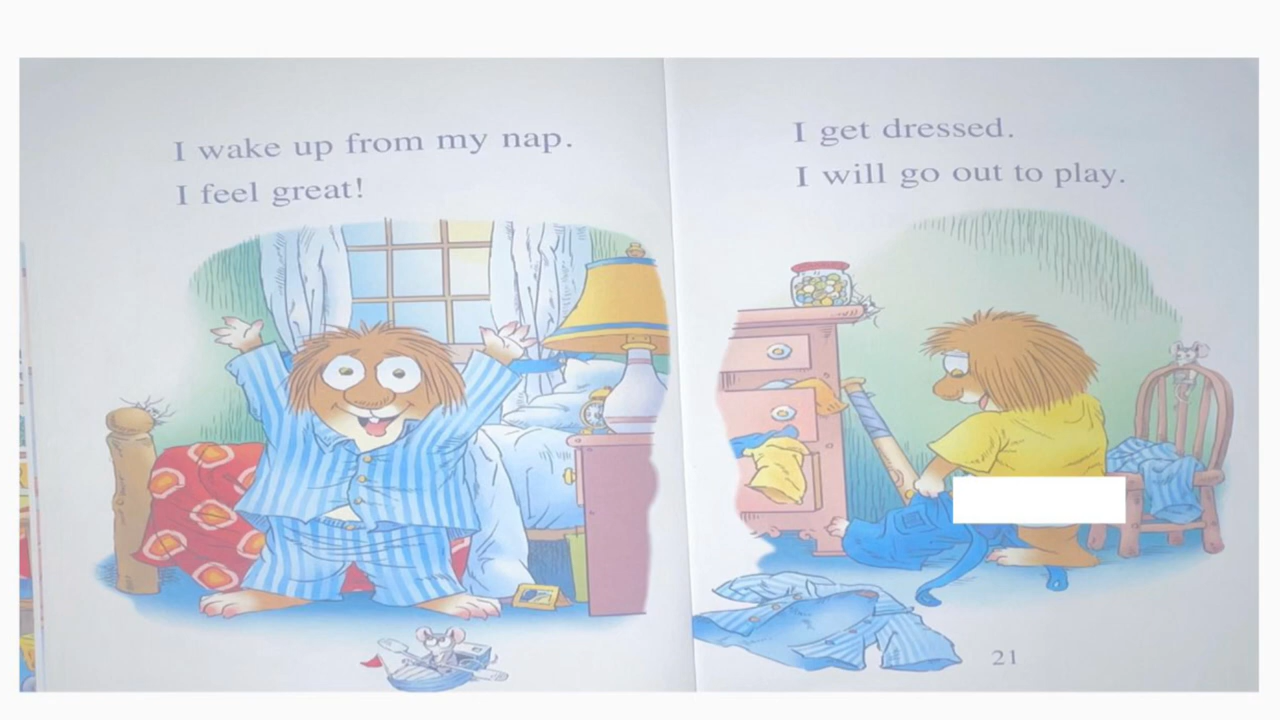 I wake up from my nap.
I feel great!
I get dressed.
I will go out to play.
21